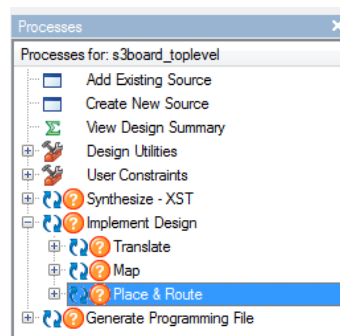 Processes
Processes for: s3board_toplevel
Add Existing Source
Create New Source
View Design Summary
Design Utilities
User Constraints
Synthesize - XST
Implement Design
Translate
Map
Place & Route
Generate Programming File